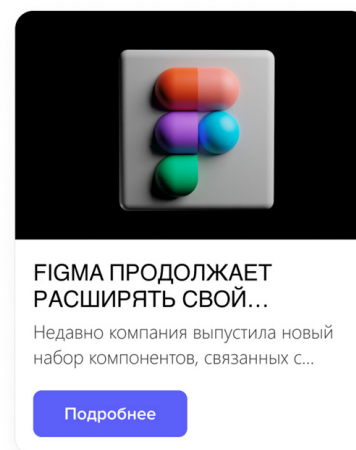 FIGMA ПРОДОЛЖАЕТ
РАСШИРЯТЬ СВОЙ...
Недавно компания выпустила новый
набор компонентов, связанных с...
Подробнее